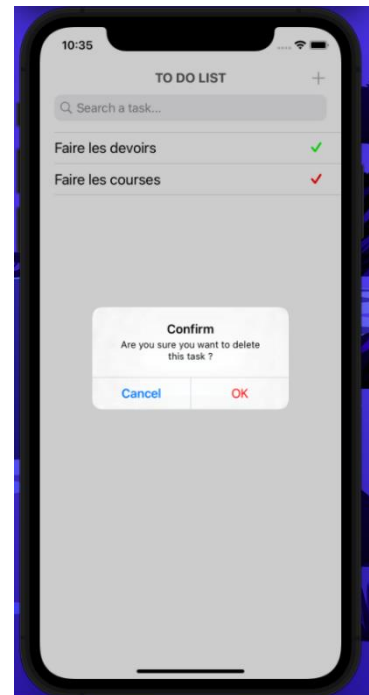 10:35
TO DO LIST
Search a task...
Faire les devoirs
Faire les courses
Confirm
Are you sure you want to delete
this task ?
Cancel OK